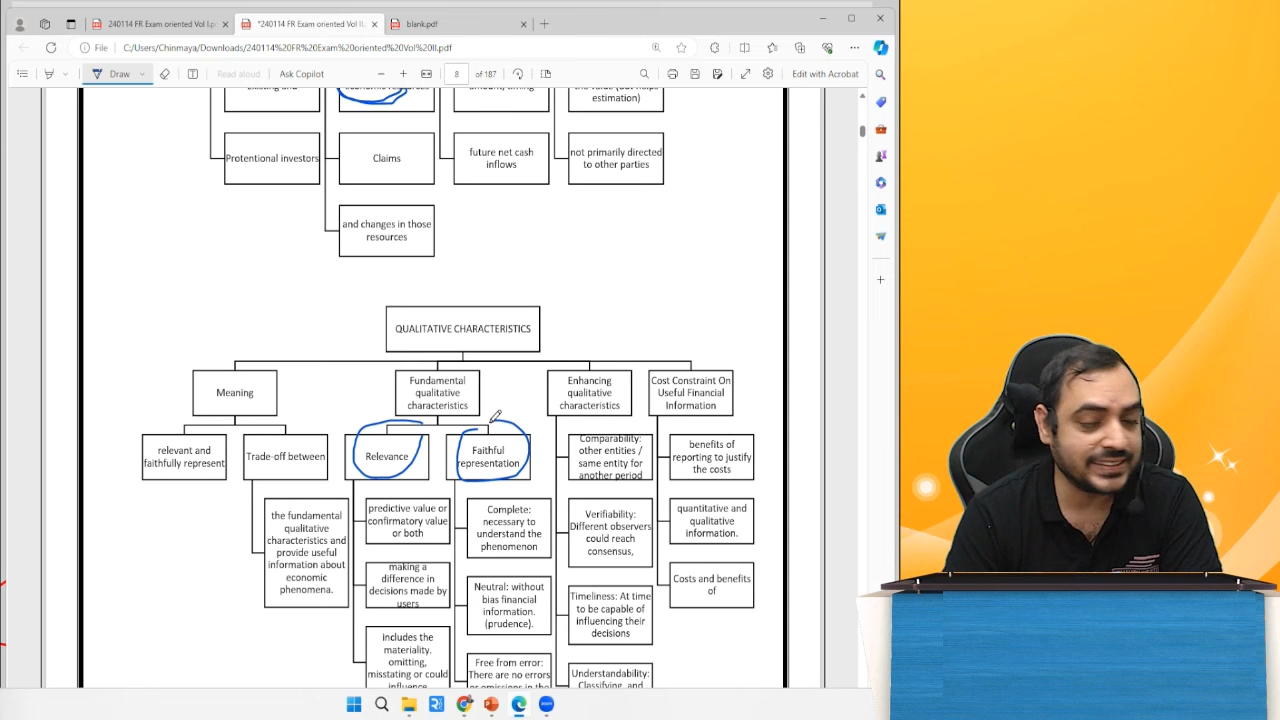 240114 FR Exam oriented Vol I.p
*240114 FR Exam oriented Vol II.
blank.pdf
File
C:/Users/Chinmaya/Downloads/240114%20FR%20Exam%20oriented%20Vol%20II.pdf
Draw
Read aloud
Ask Copilot
8
of 187
Edit with Acrobat
estimation)
Protentional investors
Claims
future net cash
inflows
not primarily directed
to other parties
and changes in those
resources
QUALITATIVE CHARACTERISTICS
Meaning
Fundamental
qualitative
characteristics
Enhancing
qualitative
characteristics
Cost Constraint On
Useful Financial
Information
relevant and
faithfully represent
Trade-off between
Relevance
Faithful
representation
Comparability:
other entities /
same entity for
another period
benefits of
reporting to justify
the costs
the fundamental
qualitative
characteristics and
provide useful
information about
economic
phenomena.
predictive value or
confirmatory value
or both
Complete:
necessary to
understand the
phenomenon
Verifiability:
Different observers
could reach
consensus,
quantitative and
qualitative
information.
making a
difference in
decisions made by
users
Neutral: without
bias financial
information.
(prudence).
Timeliness: At time
to be capable of
influencing their
decisions
Costs and benefits
of
includes the
materiality.
omitting,
misstating or could
influence
Free from error:
There are no errors
or omissions in the
Understandability:
Classifying, and